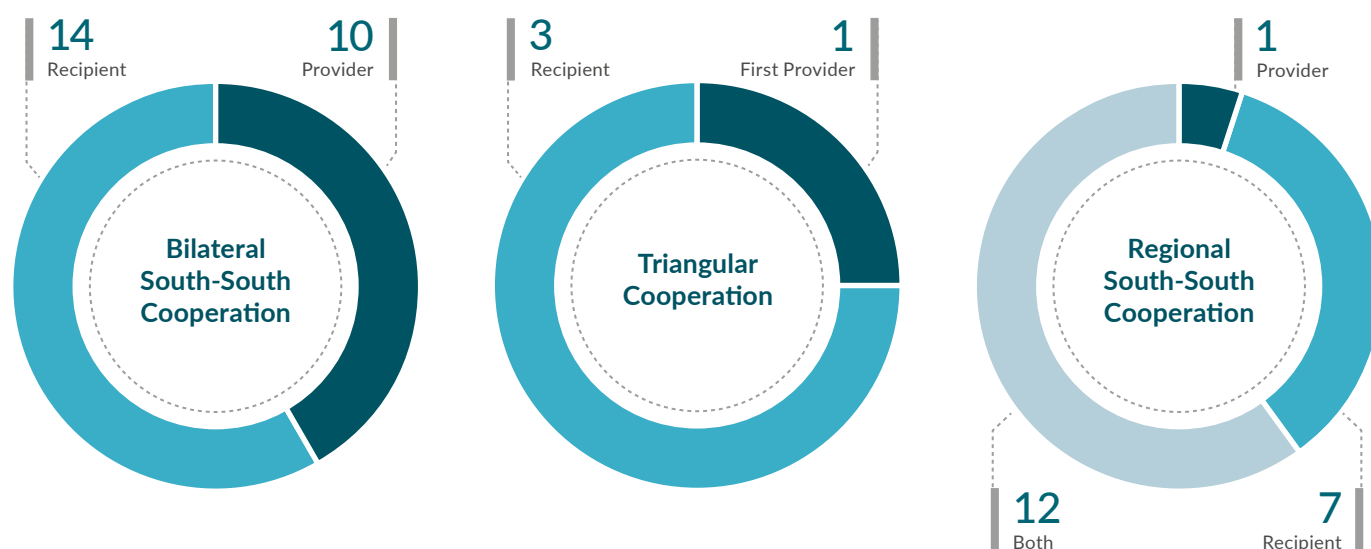 14
Recipient
10
Provider
Bilateral
South-South
Cooperation
3
Recipient
1
First Provider
Triangular
Cooperation
1
Provider
Regional
South-South
Cooperation
12
Both
7
Recipient